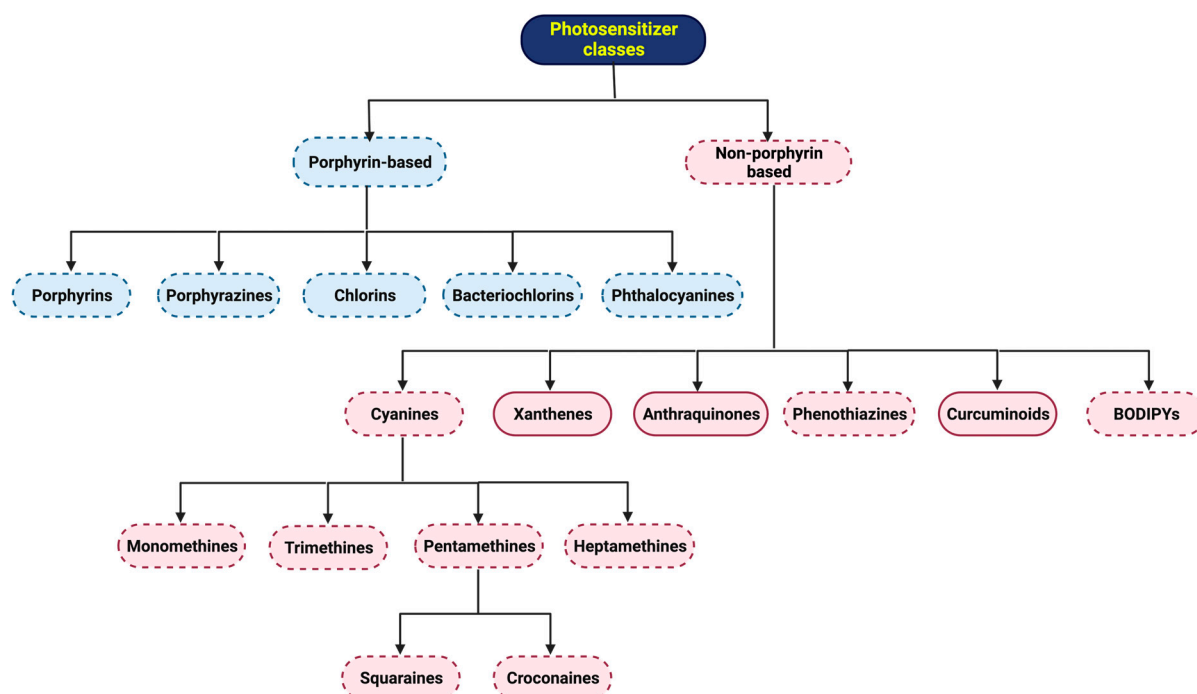 Photosensitizer
classes
Porphyrin-based
Non-porphyrin
based
Porphyrins
Porphyrazines
Chlorins
Bacteriochlorins
Phthalocyanines
Cyanines
Xanthenes
Anthraquinones
Phenothiazines
Curcuminoids
BODIPYs
Monomethines
Trimethines
Pentamethines
Heptamethines
Squaraines
Croconaines